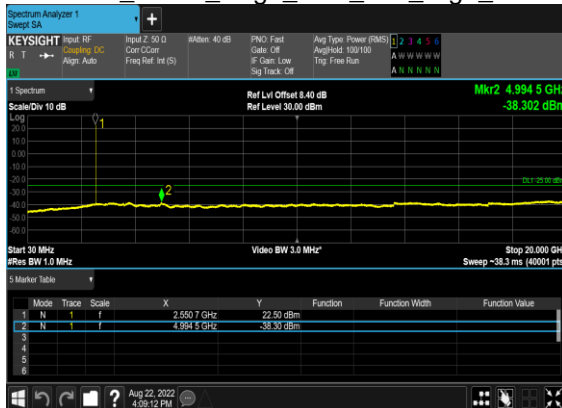 Spectrum Analyzer 1
Swept SA
KEYSIGHT Input: RF Input Z: 50 Ω #Atten: 40 dB PNO: Fast Avg Type: Power (RMS) 1 2 3 4 5 6
R T Coupling: DC Corr CCorr Gate: Off Avg|Hold: 100/100 A W W W W W
Align: Auto Freq Ref: Int (S) IF Gain: Low Trig: Free Run
Sig Track: Off A N N N N N
1 Spectrum Ref Lvl Offset 8.40 dB Mkr2 4.994 5 GHz
Scale/Div 10 dB Ref Level 30.00 dBm -38.302 dBm
Log
20.0
10.0
0.00
-10.0
-20.0
-30.0
-40.0
-50.0
-60.0
1
2
DL1 -25.00 dBm
Start 30 MHz Video BW 3.0 MHz* Stop 20.000 GH
#Res BW 1.0 MHz Sweep ~38.3 ms (40001 pts
5 Marker Table
Mode Trace Scale X Y Function Function Width Function Value
1 N 1 f 2.550 7 GHz 22.50 dBm
2 N 1 f 4.994 5 GHz -38.30 dBm
3
4
5
6
? Aug 22, 2022
4:09:12 PM